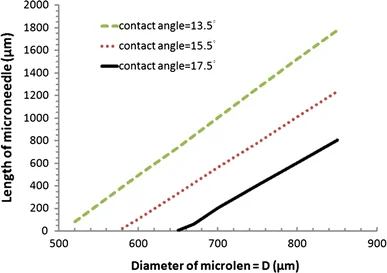 2000
1800
1600
1400
1200
1000
800
600
400
200
0
Length of microneedle (μm)
contact angle=13.5°
contact angle=15.5°
contact angle=17.5°
500 600 700 800 900
Diameter of microlen = D (μm)